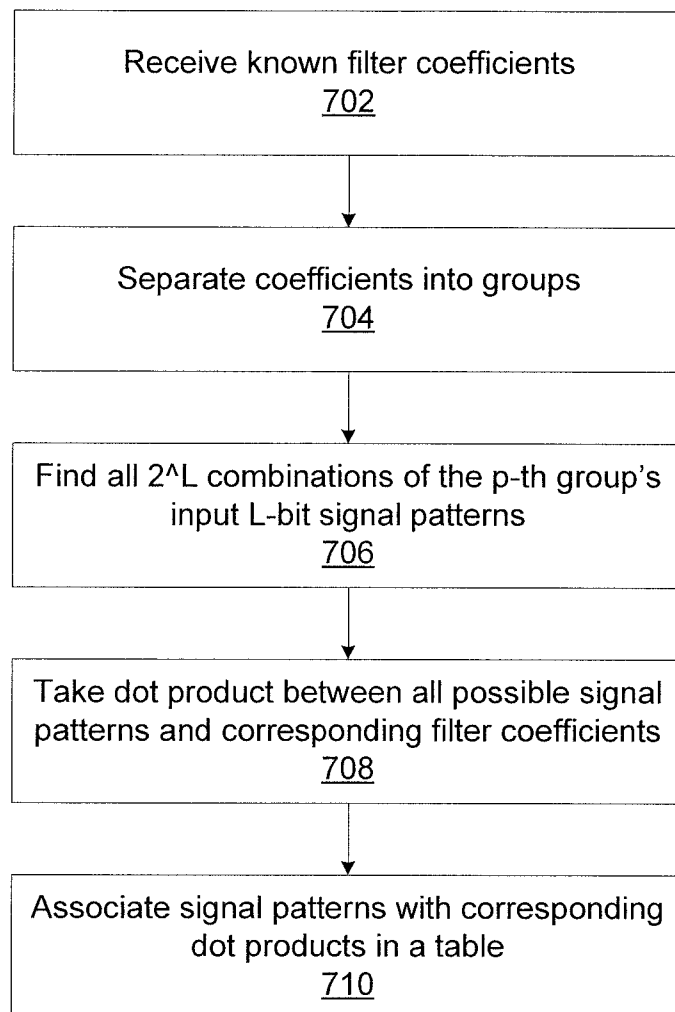 Receive known filter coefficients
702
Separate coefficients into groups
704
Find all 2^L combinations of the p-th group's
input L-bit signal patterns
706
Take dot product between all possible signal
patterns and corresponding filter coefficients
708
Associate signal patterns with corresponding
dot products in a table
710